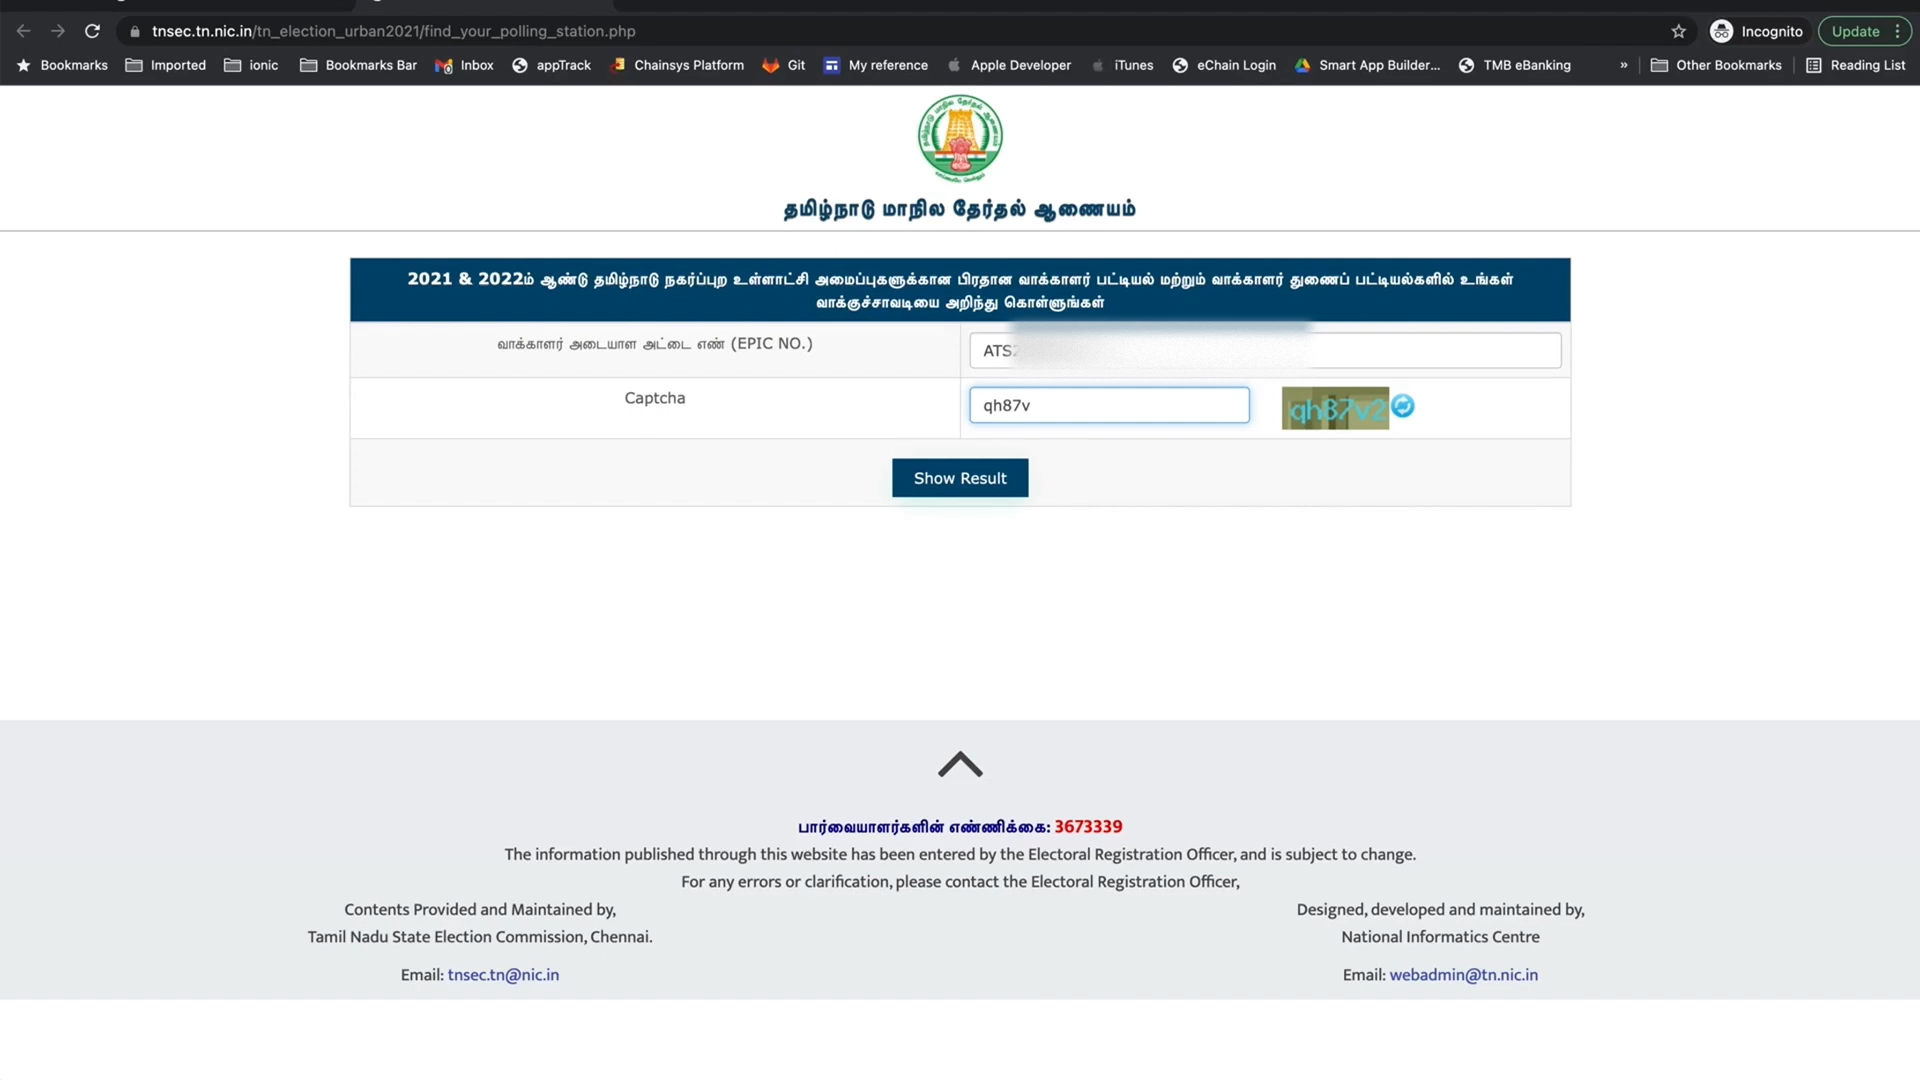 tnsec.tn.nic.in/tn_election_urban2021/find_your_polling_station.php
Incognito
Update
Bookmarks Imported ionic Bookmarks Bar Inbox appTrack Chainsys Platform Git My reference Apple Developer iTunes eChain Login Smart App Builder... TMB eBanking » Other Bookmarks Reading List
தமிழ்நாடு மாநில தேர்தல் ஆணையம்
2021 & 2022ம் ஆண்டு தமிழ்நாடு நகர்ப்புற உள்ளாட்சி அமைப்புகளுக்கான பிரதான வாக்காளர் பட்டியல் மற்றும் வாக்காளர் துணைப் பட்டியல்களில் உங்கள்
வாக்குச்சாவடியை அறிந்து கொள்ளுங்கள்
வாக்காளர் அடையாள அட்டை எண் (EPIC NO.)
ATS
Captcha
qh87v
qh87v2
Show Result
பார்வையாளர்களின் எண்ணிக்கை: 3673339
The information published through this website has been entered by the Electoral Registration Officer, and is subject to change.
For any errors or clarification, please contact the Electoral Registration Officer,
Contents Provided and Maintained by,
Tamil Nadu State Election Commission, Chennai.
Email: tnsec.tn@nic.in
Designed, developed and maintained by,
National Informatics Centre
Email: webadmin@tn.nic.in